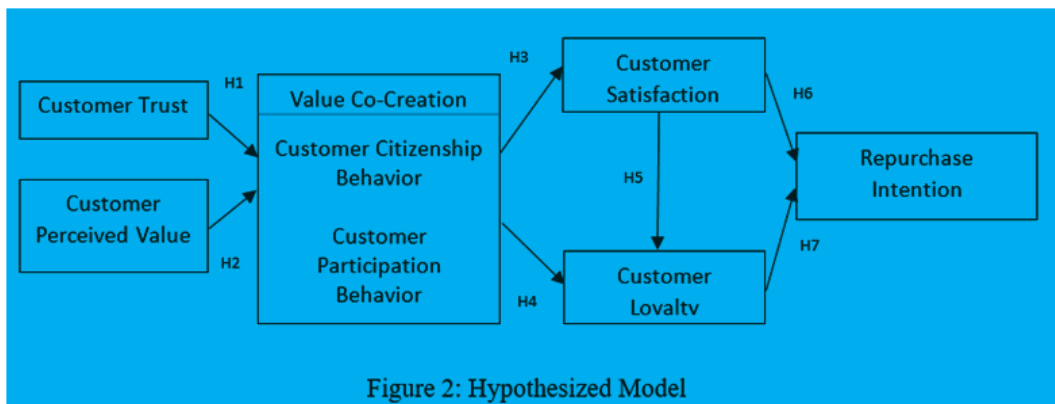 H1
Customer Trust
Customer
Perceived Value
H2
Value Co-Creation
Customer Citizenship
Behavior
Customer
Participation
Behavior
H3
H4
Customer
Satisfaction
H5
Customer
Lovaltv
H6
H7
Repurchase
Intention
Figure 2: Hypothesized Model